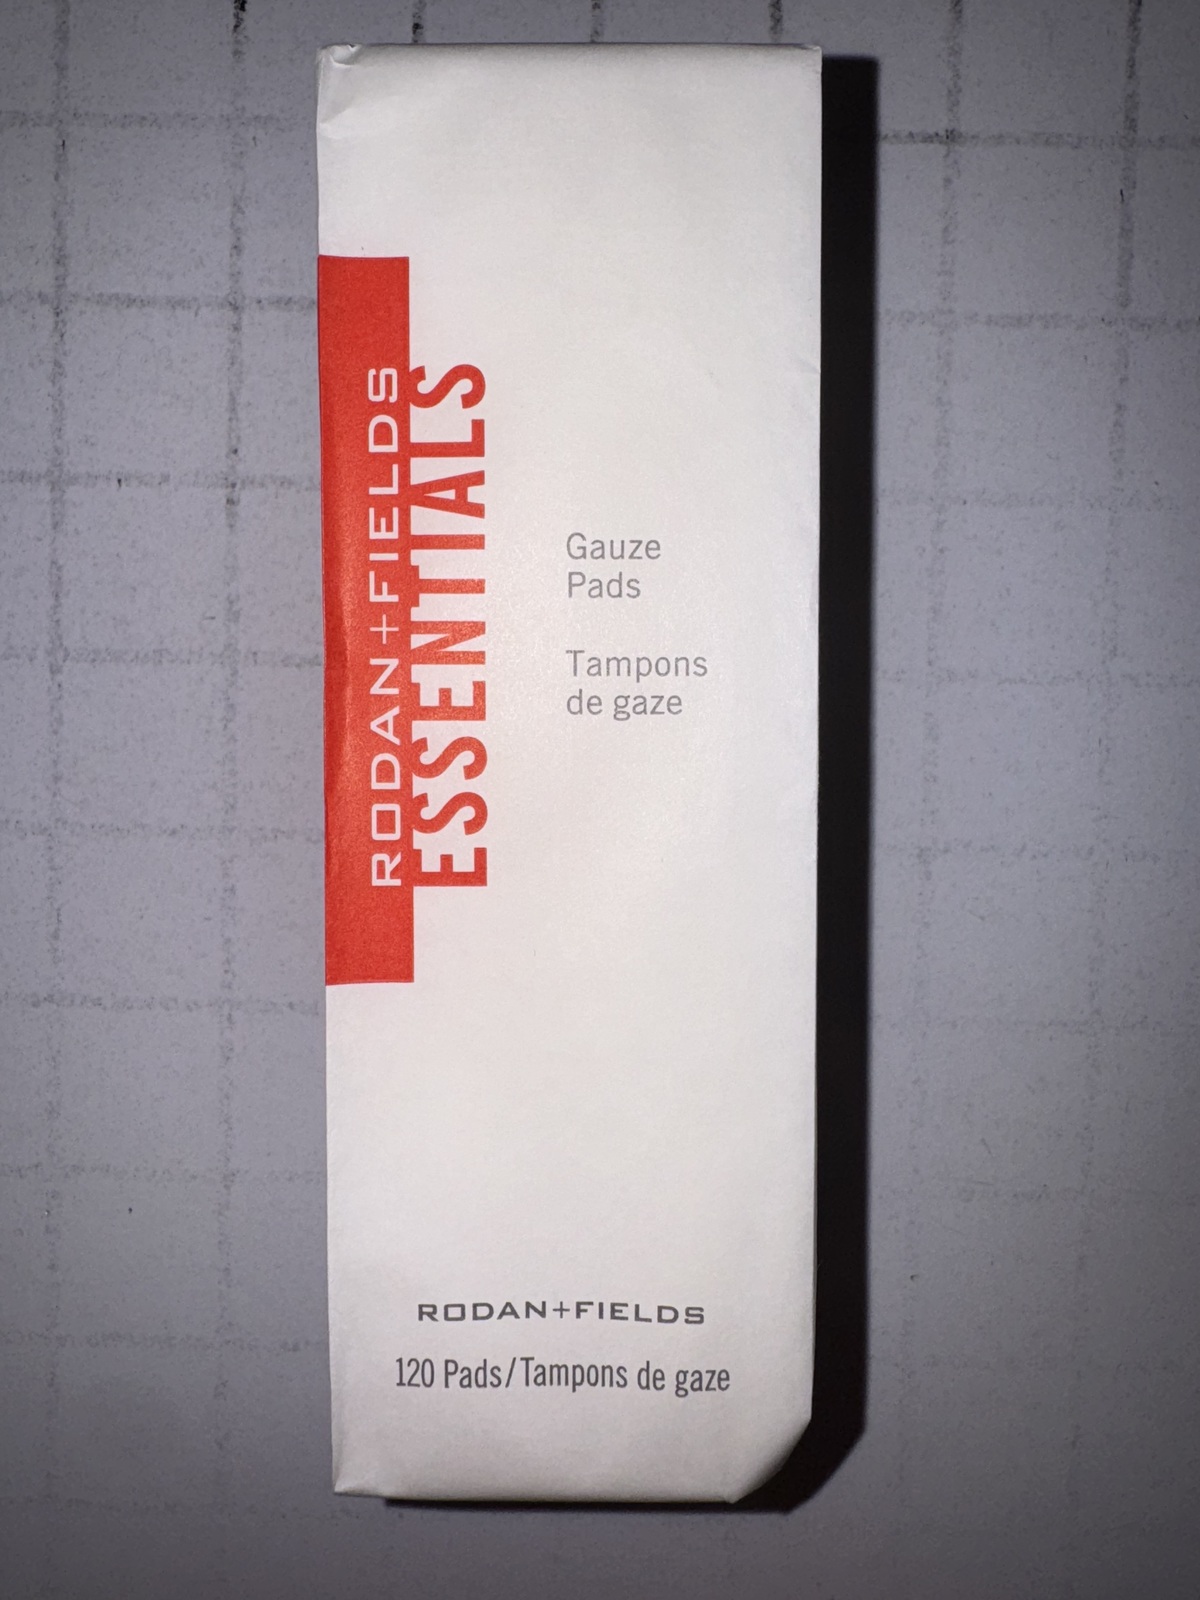 RODAN+FIELDS
ESSENTIALS
Gauze
Pads
Tampons
de gaze
RODAN+FIELDS
120 Pads/Tampons de gaze